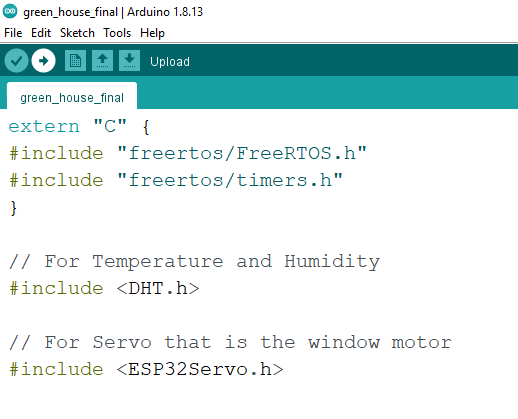 green_house_final | Arduino 1.8.13
File Edit Sketch Tools Help
Upload
green_house_final
extern "C" {
#include "freertos/FreeRTOS.h"
#include "freertos/timers.h"
}
// For Temperature and Humidity
#include <DHT.h>
// For Servo that is the window motor
#include <ESP32Servo.h>